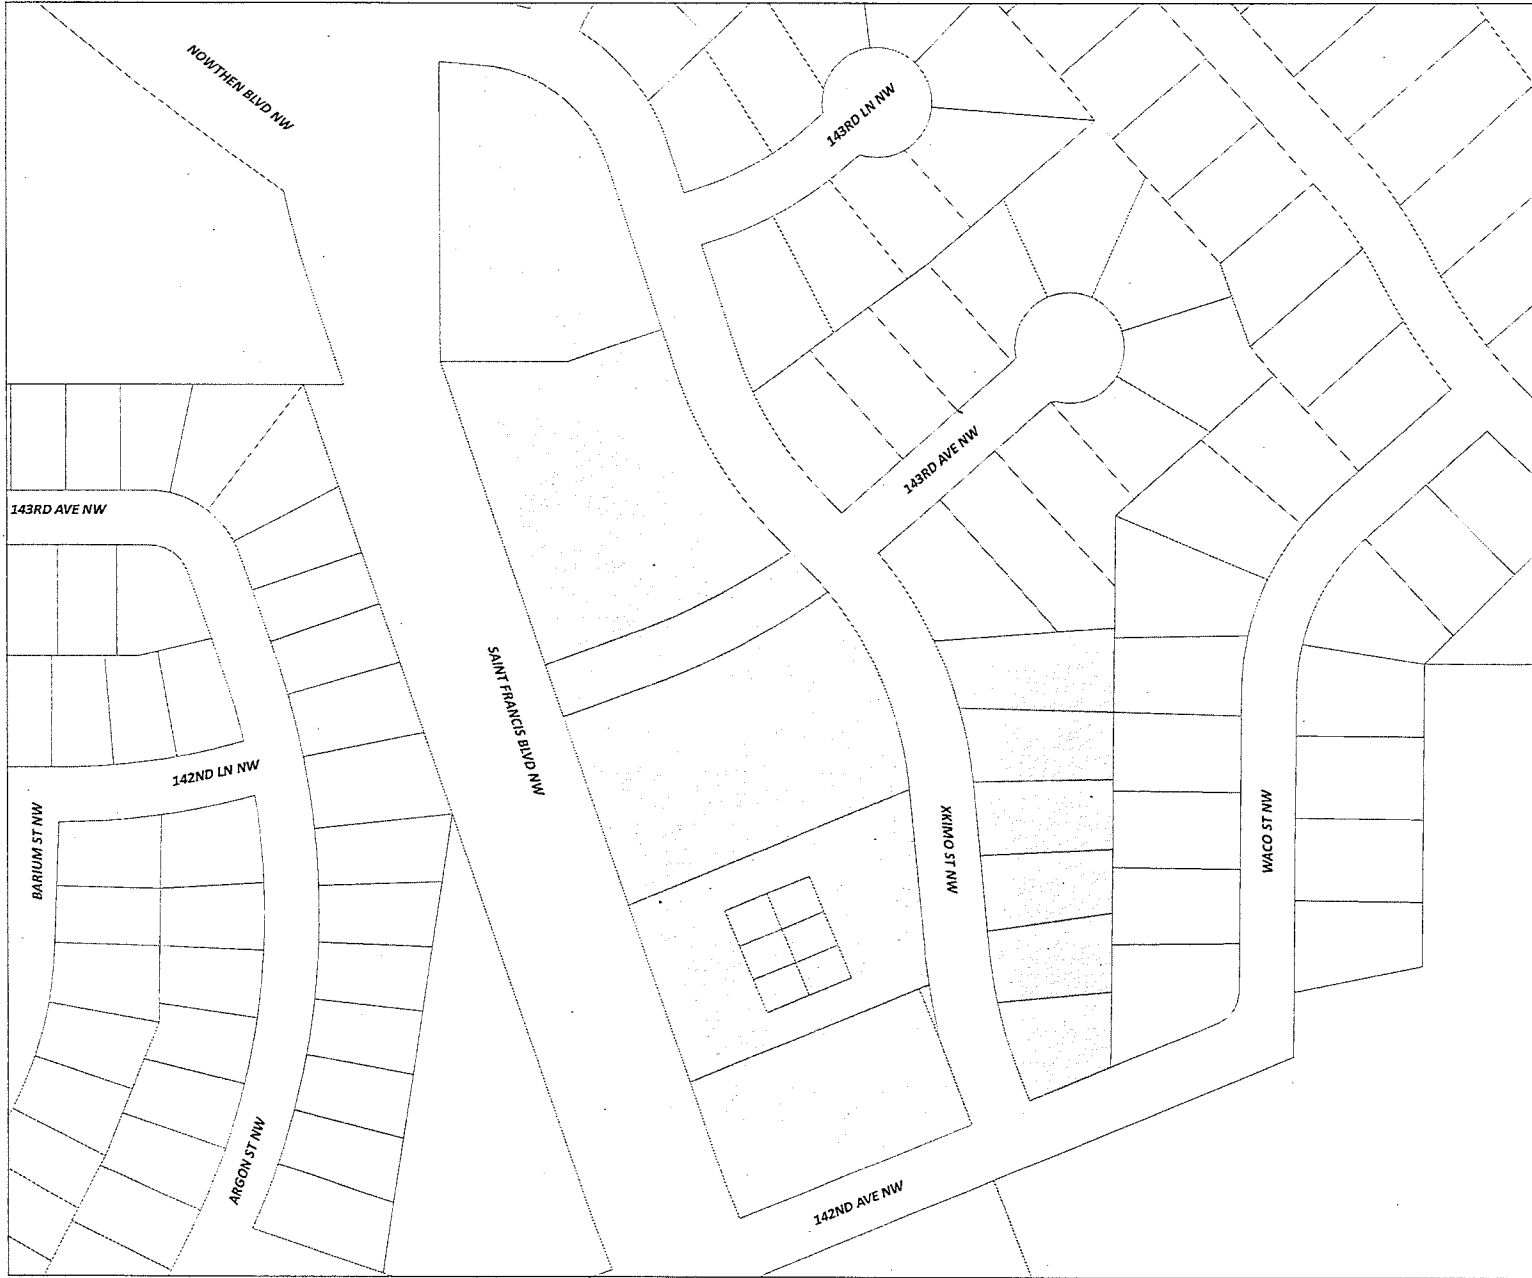 NOWTHEN BLVD NW
143RD LN NW
143RD AVE NW
143RD AVE NW
SAINT FRANCIS BLVD NW
142ND LN NW
BARIUM ST NW
XKIMO ST NW
WACO ST NW
ARGON ST NW
142ND AVE NW